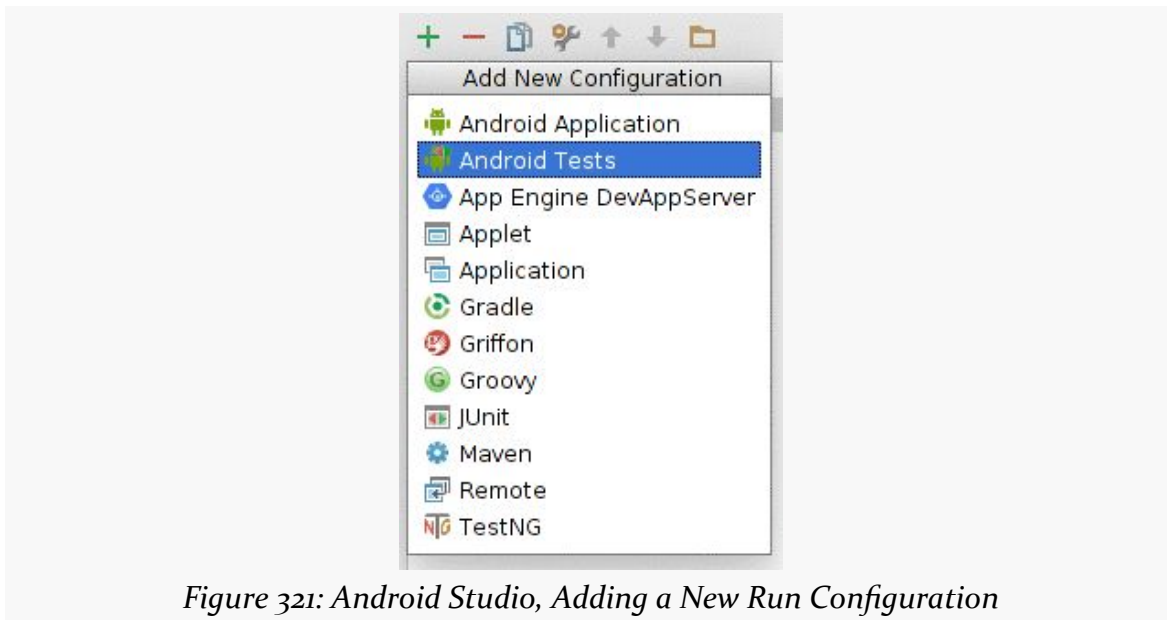 Add New Configuration
Android Application
Android Tests
App Engine DevAppServer
Applet
Application
Gradle
Griffon
Groovy
JUnit
Maven
Remote
TestNG
Figure 321: Android Studio, Adding a New Run Configuration